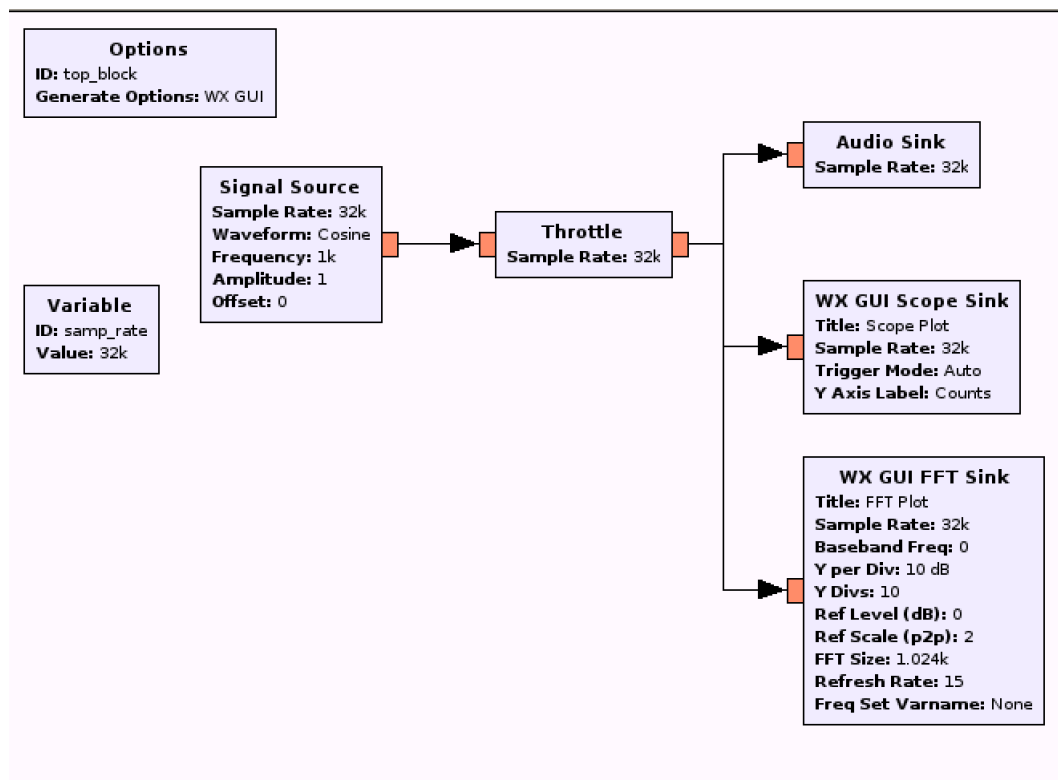 Options
ID: top_block
Generate Options: WX GUI
Signal Source
Sample Rate: 32k
Waveform: Cosine
Frequency: 1k
Amplitude: 1
Offset: 0
Variable
ID: samp_rate
Value: 32k
Throttle
Sample Rate: 32k
Audio Sink
Sample Rate: 32k
WX GUI Scope Sink
Title: Scope Plot
Sample Rate: 32k
Trigger Mode: Auto
Y Axis Label: Counts
WX GUI FFT Sink
Title: FFT Plot
Sample Rate: 32k
Baseband Freq: 0
Y per Div: 10 dB
Y Divs: 10
Ref Level (dB): 0
Ref Scale (p2p): 2
FFT Size: 1.024k
Refresh Rate: 15
Freq Set Varname: None